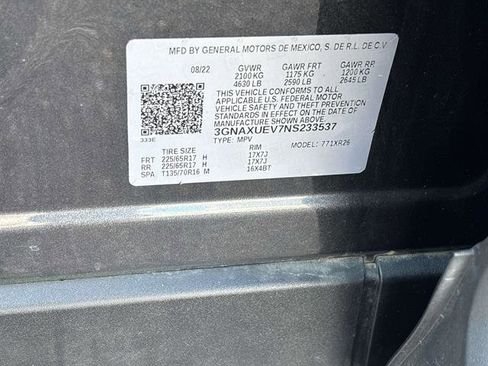 MFD BY GENERAL MOTORS DE MEXICO, S. DE R.L. DE C.V
08/22 GVWR GAWR FRT GAWR RR
2100 KG 1175 KG 1200 KG
4630 LB 2590 LB 2645 LB
THIS VEHICLE CONFORMS TO ALL
APPLICABLE U.S. FEDERAL MOTOR
VEHICLE SAFETY AND THEFT PREVENTION
STANDARDS IN EFFECT ON THE DATE OF
MANUFACTURE SHOWN ABOVE.
3GNAXUEV7NS233537
333E TYPE: MPV MODEL: 771XR26
TIRE SIZE RIM
FRT 225/65R17 H 17X7J
RR 225/65R17 H 17X7J
SPA T135/70R16 M 16X4BT